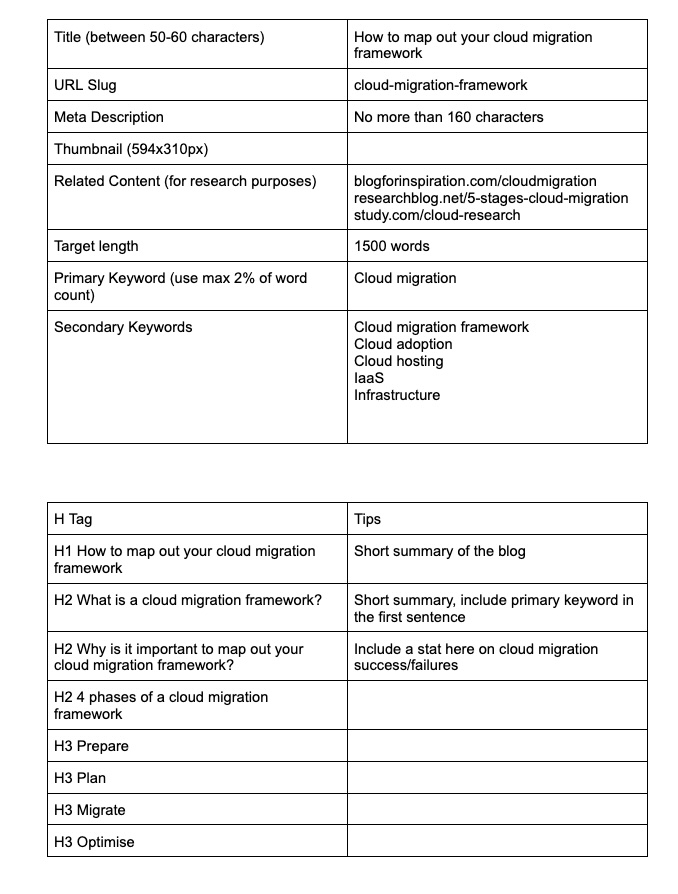 Title (between 50-60 characters)
How to map out your cloud migration
framework
URL Slug
cloud-migration-framework
Meta Description
No more than 160 characters
Thumbnail (594x310px)
Related Content (for research purposes)
blogforinspiration.com/cloudmigration
researchblog.net/5-stages-cloud-migration
study.com/cloud-research
Target length
1500 words
Primary Keyword (use max 2% of word
count)
Cloud migration
Secondary Keywords
Cloud migration framework
Cloud adoption
Cloud hosting
IaaS
Infrastructure
H Tag
Tips
H1 How to map out your cloud migration
framework
Short summary of the blog
H2 What is a cloud migration framework?
Short summary, include primary keyword in
the first sentence
H2 Why is it important to map out your
cloud migration framework?
Include a stat here on cloud migration
success/failures
H2 4 phases of a cloud migration
framework
H3 Prepare
H3 Plan
H3 Migrate
H3 Optimise